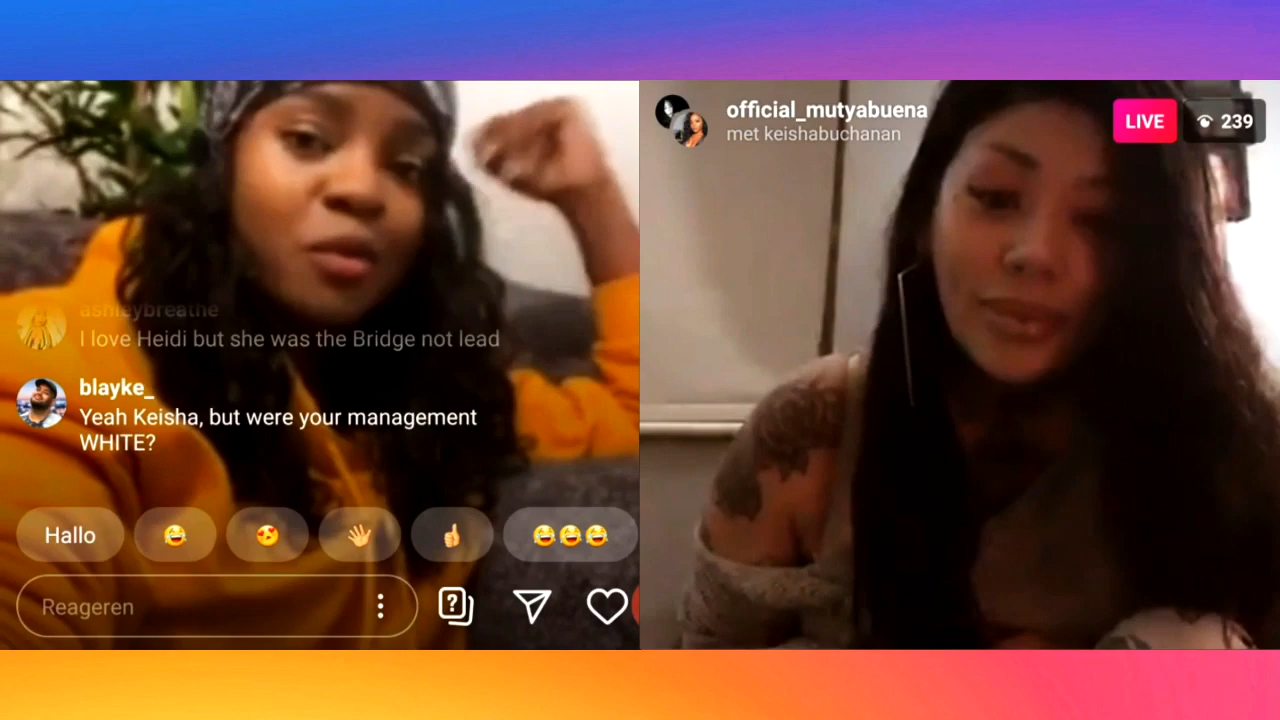 ashleybreathe
I love Heidi but she was the Bridge not lead
blayke_
Yeah Keisha, but were your management
WHITE?
Hallo
Reageren
official_mutyabuena
met keishabuchanan
LIVE
239